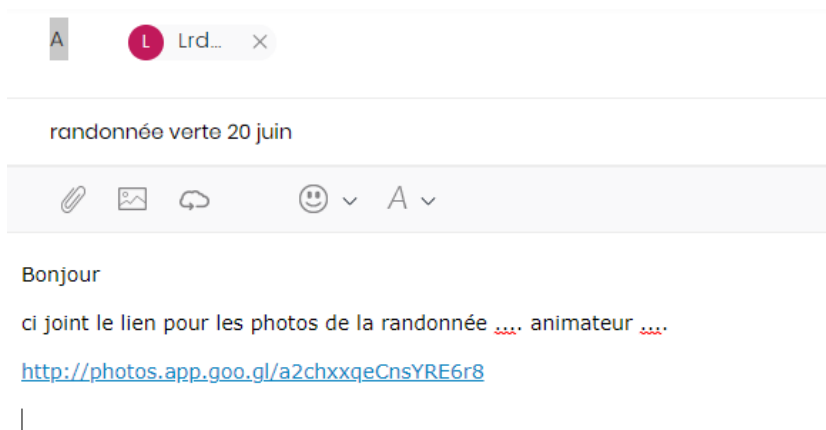 A L Lrd...
randonnée verte 20 juin
A
Bonjour
ci joint le lien pour les photos de la randonnée .... animateur ....
http://photos.app.goo.gl/a2chxxqeCnsYRE6r8